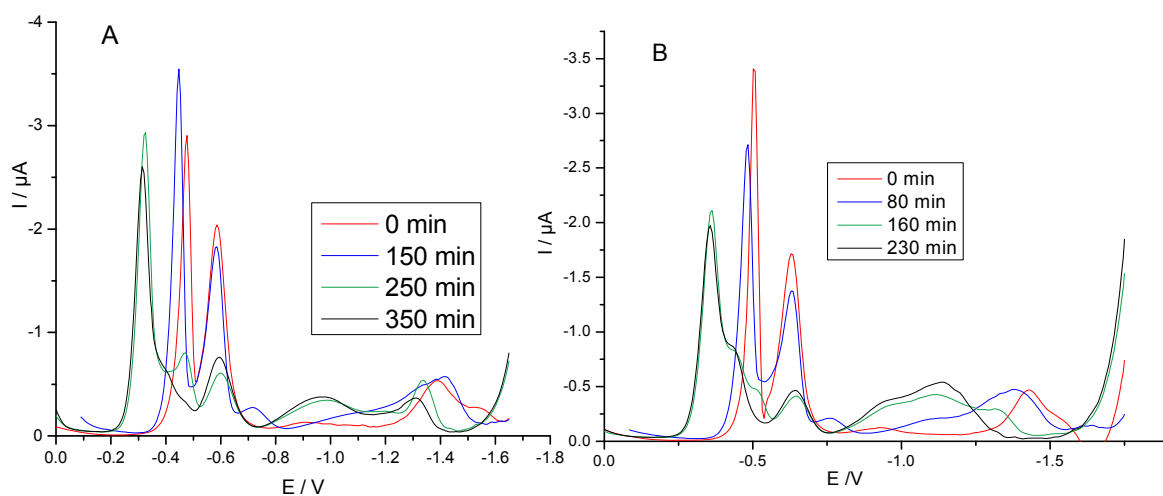 A
-4
-3
-2
-1
0
I / µA
0 min
150 min
250 min
350 min
0.0 -0.2 -0.4 -0.6 -0.8 -1.0 -1.2 -1.4 -1.6 -1.8
E / V
B
-3.5
-3.0
-2.5
-2.0
-1.5
-1.0
-0.5
0.0
I / µA
0 min
80 min
160 min
230 min
0.0 -0.5 -1.0 -1.5
E /V